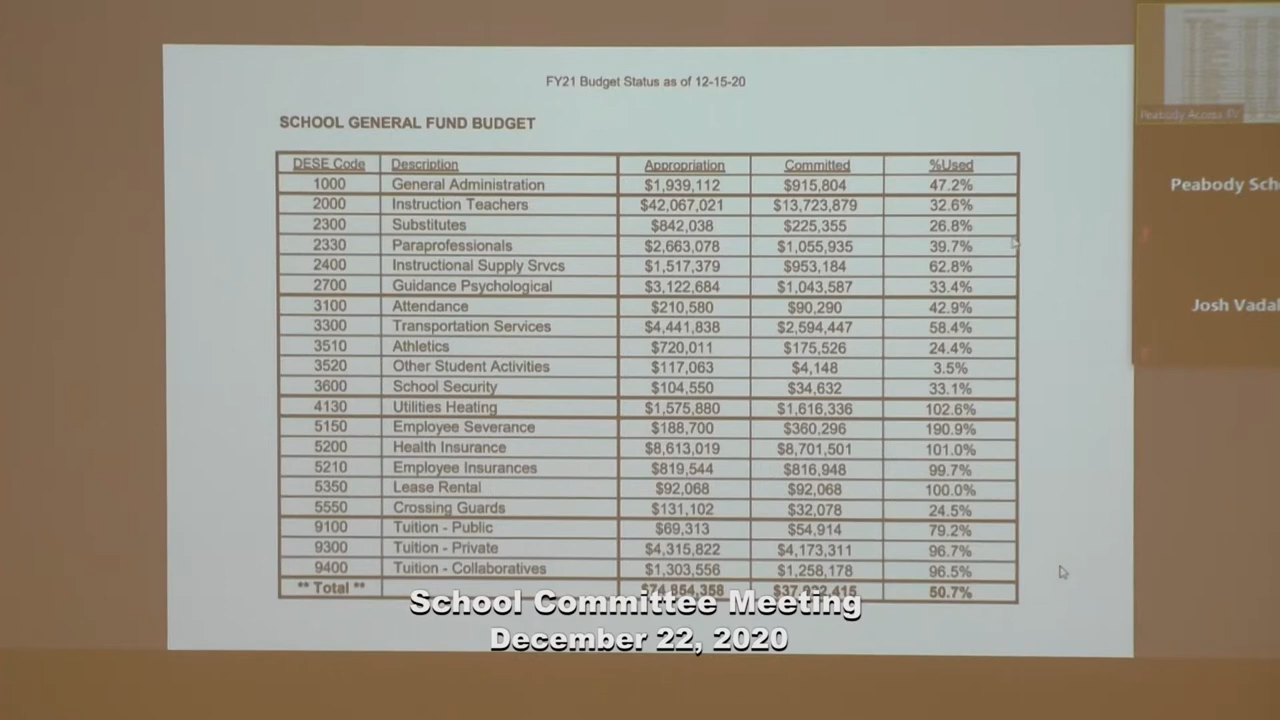 FY21 Budget Status as of 12-15-20
Peabody Access TV
SCHOOL GENERAL FUND BUDGET
DESE Code Description Appropriation Committed %Used
1000 General Administration $1,939,112 $915,804 47.2%
Peabody Sch
2000 Instruction Teachers $42,067,021 $13,723,879 32.6%
2300 Substitutes $842,038 $225,355 26.8%
2330 Paraprofessionals $2,663,078 $1,055,935 39.7%
2400 Instructional Supply Srvcs $1,517,379 $953,184 62.8%
2700 Guidance Psychological $3,122,684 $1,043,587 33.4%
3100 Attendance $210,580 $90,290 42.9%
Josh Vadal
3300 Transportation Services $4,441,838 $2,594,447 58.4%
3510 Athletics $720,011 $175,526 24.4%
3520 Other Student Activities $117,063 $4,148 3.5%
3600 School Security $104,550 $34,632 33.1%
4130 Utilities Heating $1,575,880 $1,616,336 102.6%
5150 Employee Severance $188,700 $360,296 190.9%
5200 Health Insurance $8,613,019 $8,701,501 101.0%
5210 Employee Insurances $819,544 $816,948 99.7%
5350 Lease Rental $92,068 $92,068 100.0%
5550 Crossing Guards $131,102 $32,078 24.5%
9100 Tuition - Public $69,313 $54,914 79.2%
9300 Tuition - Private $4,315,822 $4,173,311 96.7%
9400 Tuition - Collaboratives $1,303,556 $1,258,178 96.5%
** Total ** $74,854,358 50.7%
School Committee Meeting
December 22, 2020